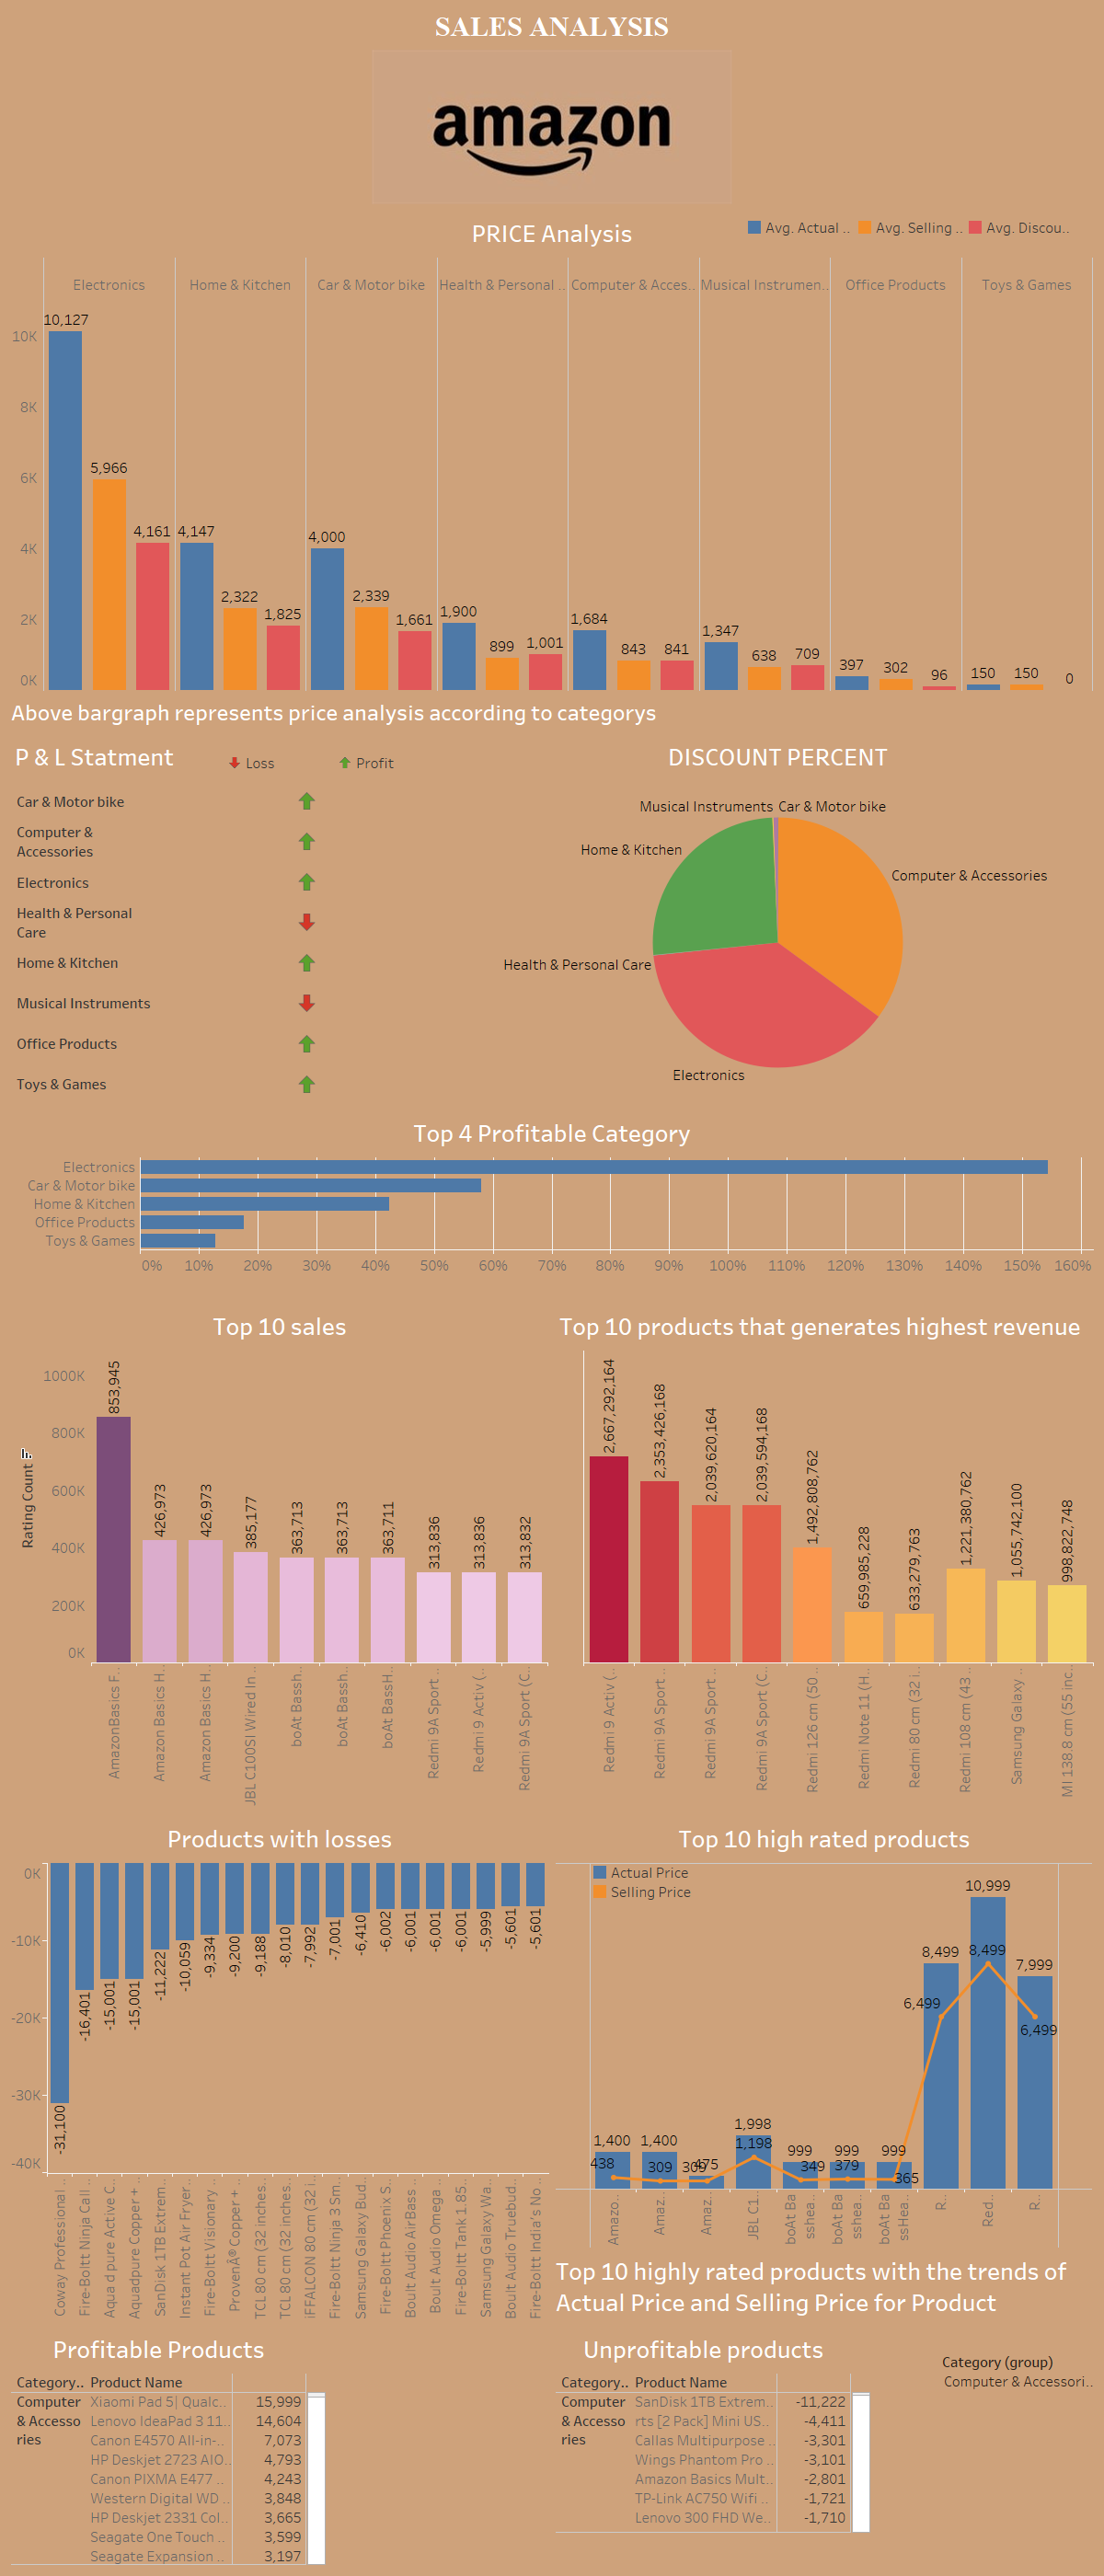 SALES ANALYSIS
amazon
PRICE Analysis
Avg. Actual .. Avg. Selling .. Avg. Discou..
Electronics Home & Kitchen Car & Motor bike Health & Personal .. Computer & Acces.. Musical Instrumen.. Office Products Toys & Games
10K
8K
6K
4K
2K
0K
10,127 5,966 4,161 4,147 2,322 1,825 4,000 2,339 1,661 1,900 899 1,001 1,684 843 841 1,347 638 709 397 302 96 150 150 0
Above bargraph represents price analysis according to categorys
P & L Statment
Loss Profit
Car & Motor bike
Computer &
Accessories
Electronics
Health & Personal
Care
Home & Kitchen
Musical Instruments
Office Products
Toys & Games
DISCOUNT PERCENT
Musical Instruments Car & Motor bike
Home & Kitchen
Computer & Accessories
Health & Personal Care
Electronics
Top 4 Profitable Category
Electronics
Car & Motor bike
Home & Kitchen
Office Products
Toys & Games
0% 10% 20% 30% 40% 50% 60% 70% 80% 90% 100% 110% 120% 130% 140% 150% 160%
Top 10 sales
Rating Count
1000K
800K
600K
400K
200K
0K
853,945
426,973
426,973
385,177
363,713
363,713
363,711
313,836
313,836
313,832
AmazonBasics F..
Amazon Basics H..
Amazon Basics H..
JBL C100SI Wired In ..
boAt Bassh..
boAt Bassh..
boAt BassH..
Redmi 9A Sport ..
Redmi 9 Activ (..
Redmi 9A Sport (C..
Top 10 products that generates highest revenue
2,667,292,164
2,353,426,168
2,039,620,164
2,039,594,168
1,492,808,762
659,985,228
633,279,763
1,221,380,762
1,055,742,100
998,822,748
Redmi 9 Activ (..
Redmi 9A Sport ..
Redmi 9A Sport ..
Redmi 9A Sport (C..
Redmi 126 cm (50 ..
Redmi Note 11 (H..
Redmi 80 cm (32 i..
Redmi 108 cm (43 ..
Samsung Galaxy ..
MI 138.8 cm (55 inc..
Products with losses
0K
-10K
-20K
-30K
-40K
-31,100
-16,401
-15,001
-15,001
-11,222
-10,059
-9,334
-9,200
-9,188
-8,010
-7,992
-7,001
-6,410
-6,002
-6,001
-6,001
-6,001
-5,999
-5,601
-5,601
Coway Professional ..
Fire-Boltt Ninja Call ..
Aqua d pure Active C..
Aquadpure Copper + ..
SanDisk 1TB Extrem..
Instant Pot Air Fryer..
Fire-Boltt Visionary ..
ProvenÂ® Copper + ..
TCL 80 cm (32 inches..
TCL 80 cm (32 inches..
iFFALCON 80 cm (32 i..
Fire-Boltt Ninja 3 Sm..
Samsung Galaxy Bud..
Fire-Boltt Phoenix S..
Boult Audio AirBass ..
Boult Audio Omega ..
Fire-Boltt Tank 1.85..
Samsung Galaxy Wa..
Boult Audio Truebud..
Fire-Boltt India's No ..
Top 10 high rated products
Actual Price
Selling Price
1,400 1,400 1,998 999 999 999 8,499 10,999 7,999
438 309 309 475 1,198 349 379 365 6,499 8,499 6,499
Amazo..
Amaz..
Amaz..
JBL C1..
boAt Ba
sshea..
boAt Ba
sshea..
boAt Ba
ssHea..
R..
Red..
R..
Top 10 highly rated products with the trends of
Actual Price and Selling Price for Product
Profitable Products
Category.. Product Name
Computer
& Accesso
ries
Xiaomi Pad 5| Qualc.. 15,999
Lenovo IdeaPad 3 11.. 14,604
Canon E4570 All-in-.. 7,073
HP Deskjet 2723 AIO.. 4,793
Canon PIXMA E477 .. 4,243
Western Digital WD .. 3,848
HP Deskjet 2331 Col.. 3,665
Seagate One Touch .. 3,599
Seagate Expansion .. 3,197
Unprofitable products
Category.. Product Name
Computer
& Accesso
ries
SanDisk 1TB Extrem.. -11,222
rts [2 Pack] Mini US.. -4,411
Callas Multipurpose .. -3,301
Wings Phantom Pro .. -3,101
Amazon Basics Mult.. -2,801
TP-Link AC750 Wifi .. -1,721
Lenovo 300 FHD We.. -1,710
Category (group)
Computer & Accessori..